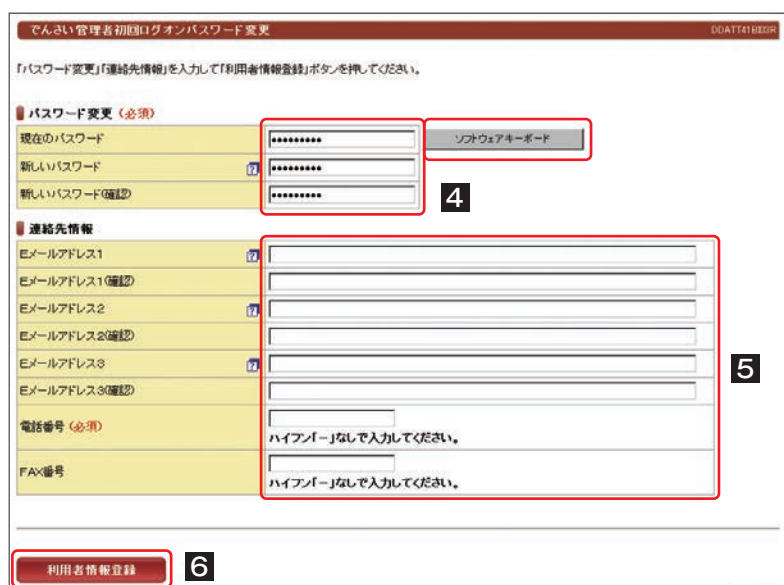 でんさい管理者初回ログオンパスワード変更
「パスワード変更」「連絡先情報」を入力して「利用者情報登録」ボタンを押してください。
パスワード変更（必須）
現在のパスワード ••••••••• ソフトウェアキーボード
新しいパスワード ? •••••••••
新しいパスワード(確認) •••••••••
4
連絡先情報
Eメールアドレス1 ?
Eメールアドレス1(確認)
Eメールアドレス2 ?
Eメールアドレス2(確認)
Eメールアドレス3 ?
Eメールアドレス3(確認)
5
電話番号（必須）
ハイフン「－」なしで入力してください。
FAX番号
ハイフン「－」なしで入力してください。
利用者情報登録 6